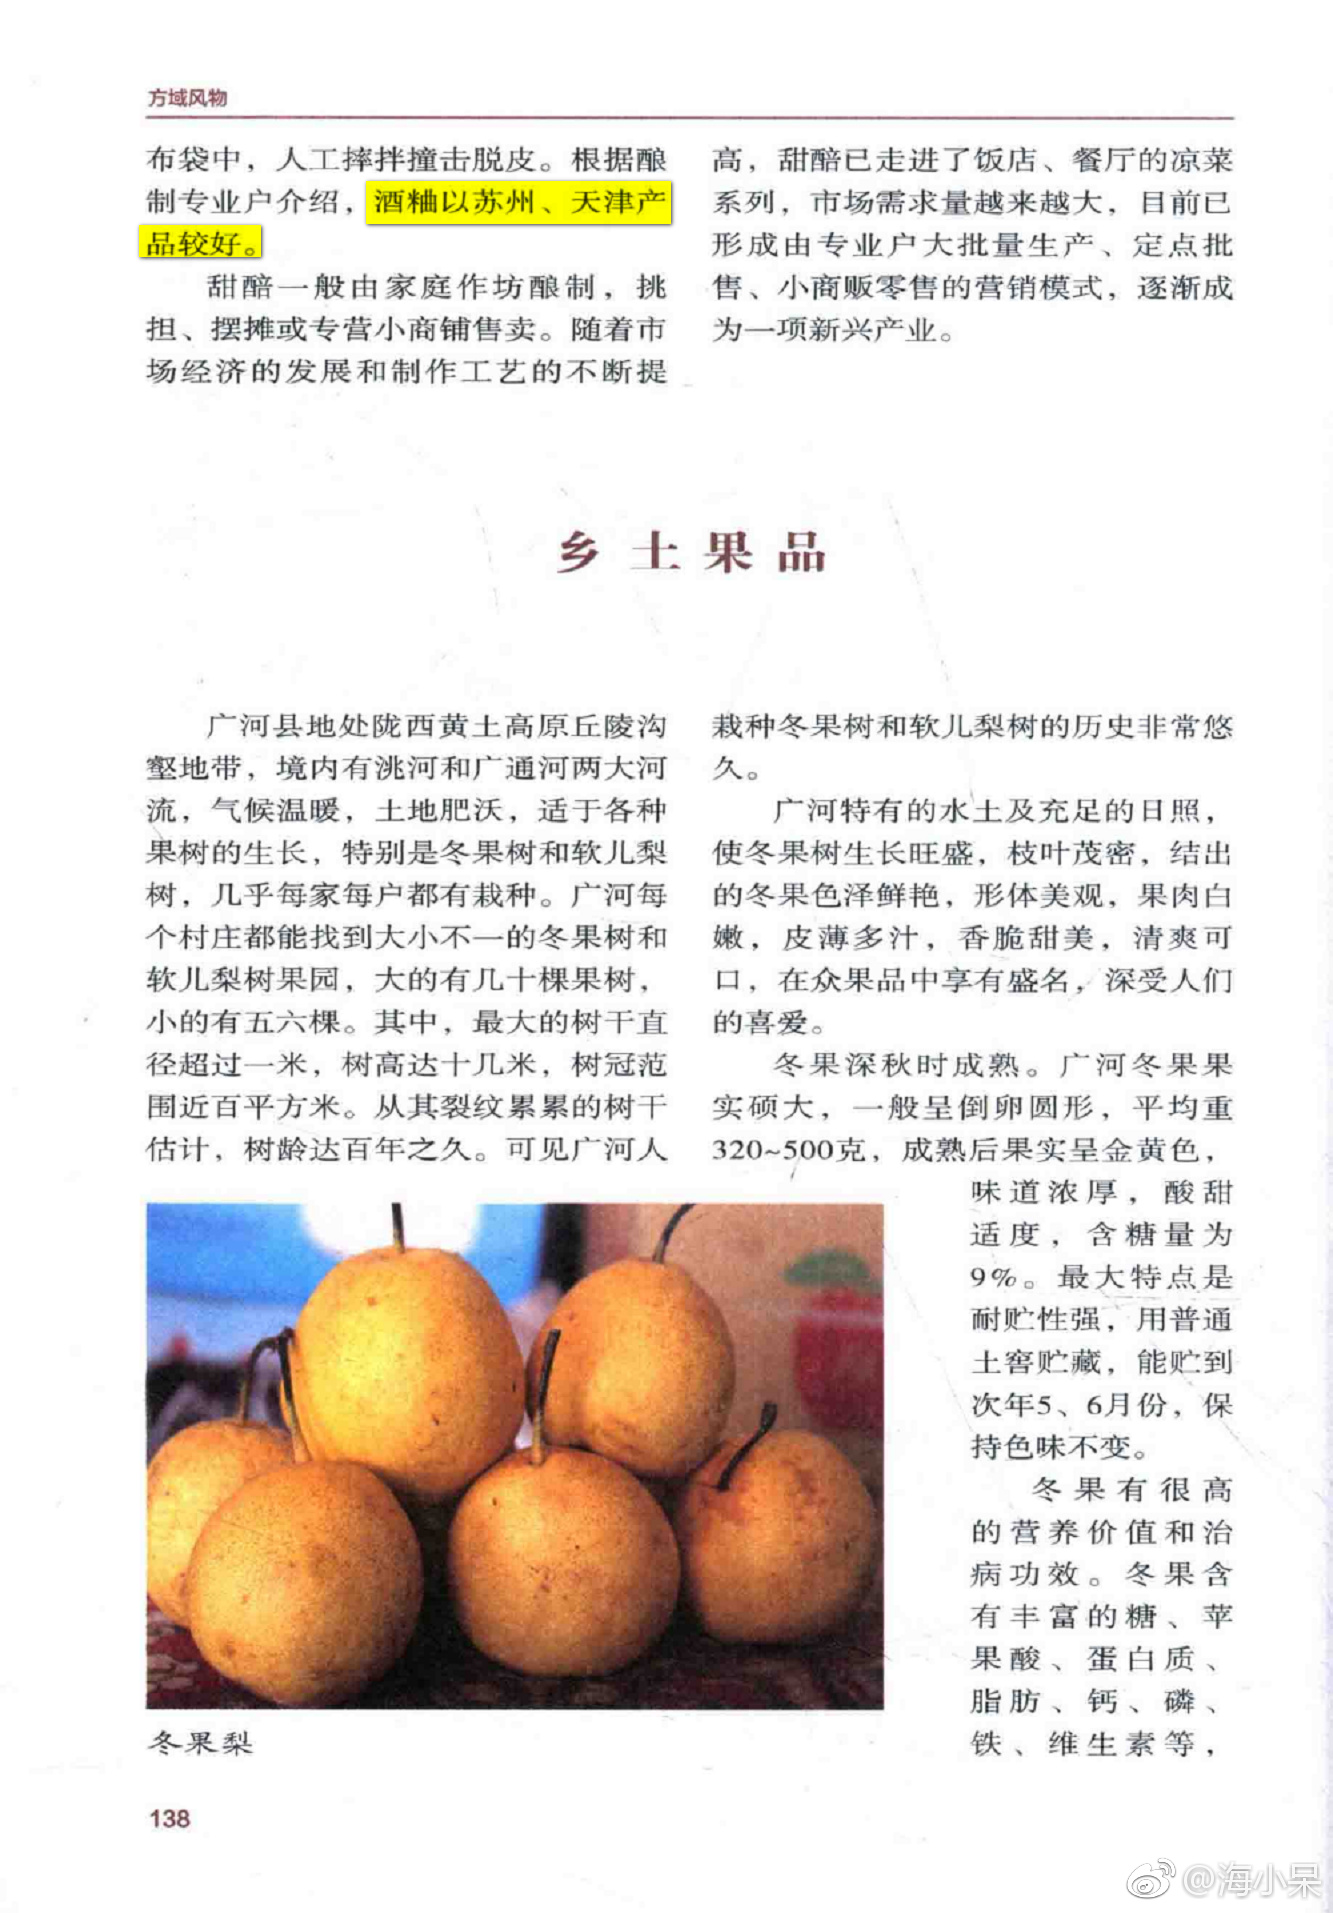 方域风物
布袋中，人工摔拌撞击脱皮。根据酿
制专业户介绍，酒粬以苏州、天津产
品较好。
甜醅一般由家庭作坊酿制，挑
担、摆摊或专营小商铺售卖。随着市
场经济的发展和制作工艺的不断提
高，甜醅已走进了饭店、餐厅的凉菜
系列，市场需求量越来越大，目前已
形成由专业户大批量生产、定点批
售、小商贩零售的营销模式，逐渐成
为一项新兴产业。
乡土果品
广河县地处陇西黄土高原丘陵沟
壑地带，境内有洮河和广通河两大河
流，气候温暖，土地肥沃，适于各种
果树的生长，特别是冬果树和软儿梨
树，几乎每家每户都有栽种。广河每
个村庄都能找到大小不一的冬果树和
软儿梨树果园，大的有几十棵果树，
小的有五六棵。其中，最大的树干直
径超过一米，树高达十几米，树冠范
围近百平方米。从其裂纹累累的树干
估计，树龄达百年之久。可见广河人
栽种冬果树和软儿梨树的历史非常悠
久。
广河特有的水土及充足的日照，
使冬果树生长旺盛，枝叶茂密，结出
的冬果色泽鲜艳，形体美观，果肉白
嫩，皮薄多汁，香脆甜美，清爽可
口，在众果品中享有盛名，深受人们
的喜爱。
冬果深秋时成熟。广河冬果果
实硕大，一般呈倒卵圆形，平均重
320~500克，成熟后果实呈金黄色，
味道浓厚，酸甜
适度，含糖量为
9%。最大特点是
耐贮性强，用普通
土窖贮藏，能贮到
次年5、6月份，保
持色味不变。
冬果有很高
的营养价值和治
病功效。冬果含
有丰富的糖、苹
果酸、蛋白质、
脂肪、钙、磷、
铁、维生素等，
冬果梨
138
@海小呆